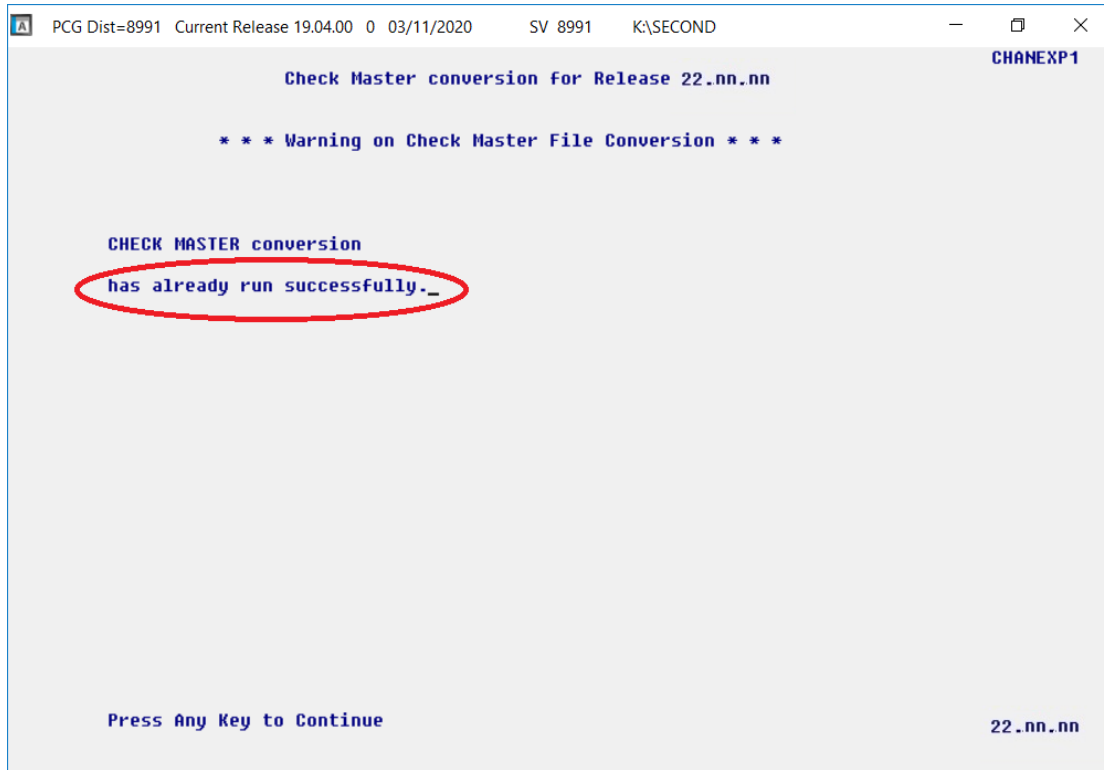 PCG Dist=8991 Current Release 19.04.00 0 03/11/2020 SV 8991 K:\SECOND
CHANEXP1
Check Master conversion for Release 22.nn.nn
* * * Warning on Check Master File Conversion * * *
CHECK MASTER conversion
has already run successfully._
Press Any Key to Continue
22.nn.nn